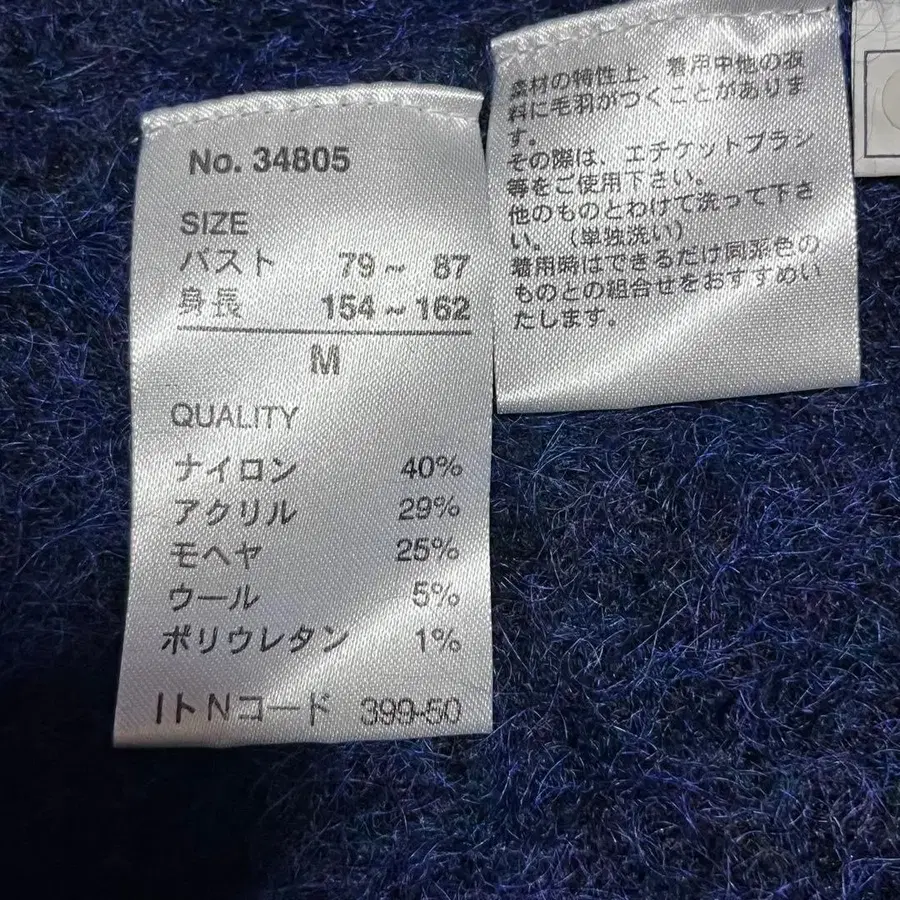 No. 34805
SIZE
バスト 79～ 87
身長 154～162
M
QUALITY
ナイロン 40%
アクリル 29%
モヘヤ 25%
ウール 5%
ポリウレタン 1%
イトNコード 399-50
素材の特性上、着用中他の衣
料に毛羽がつくことがありま
す。
その際は、エチケットブラシ
等をご使用下さい。
他のものとわけて洗って下さ
い。（単独洗い）
着用時はできるだけ同系色の
ものとの組合せをおすすめい
たします。